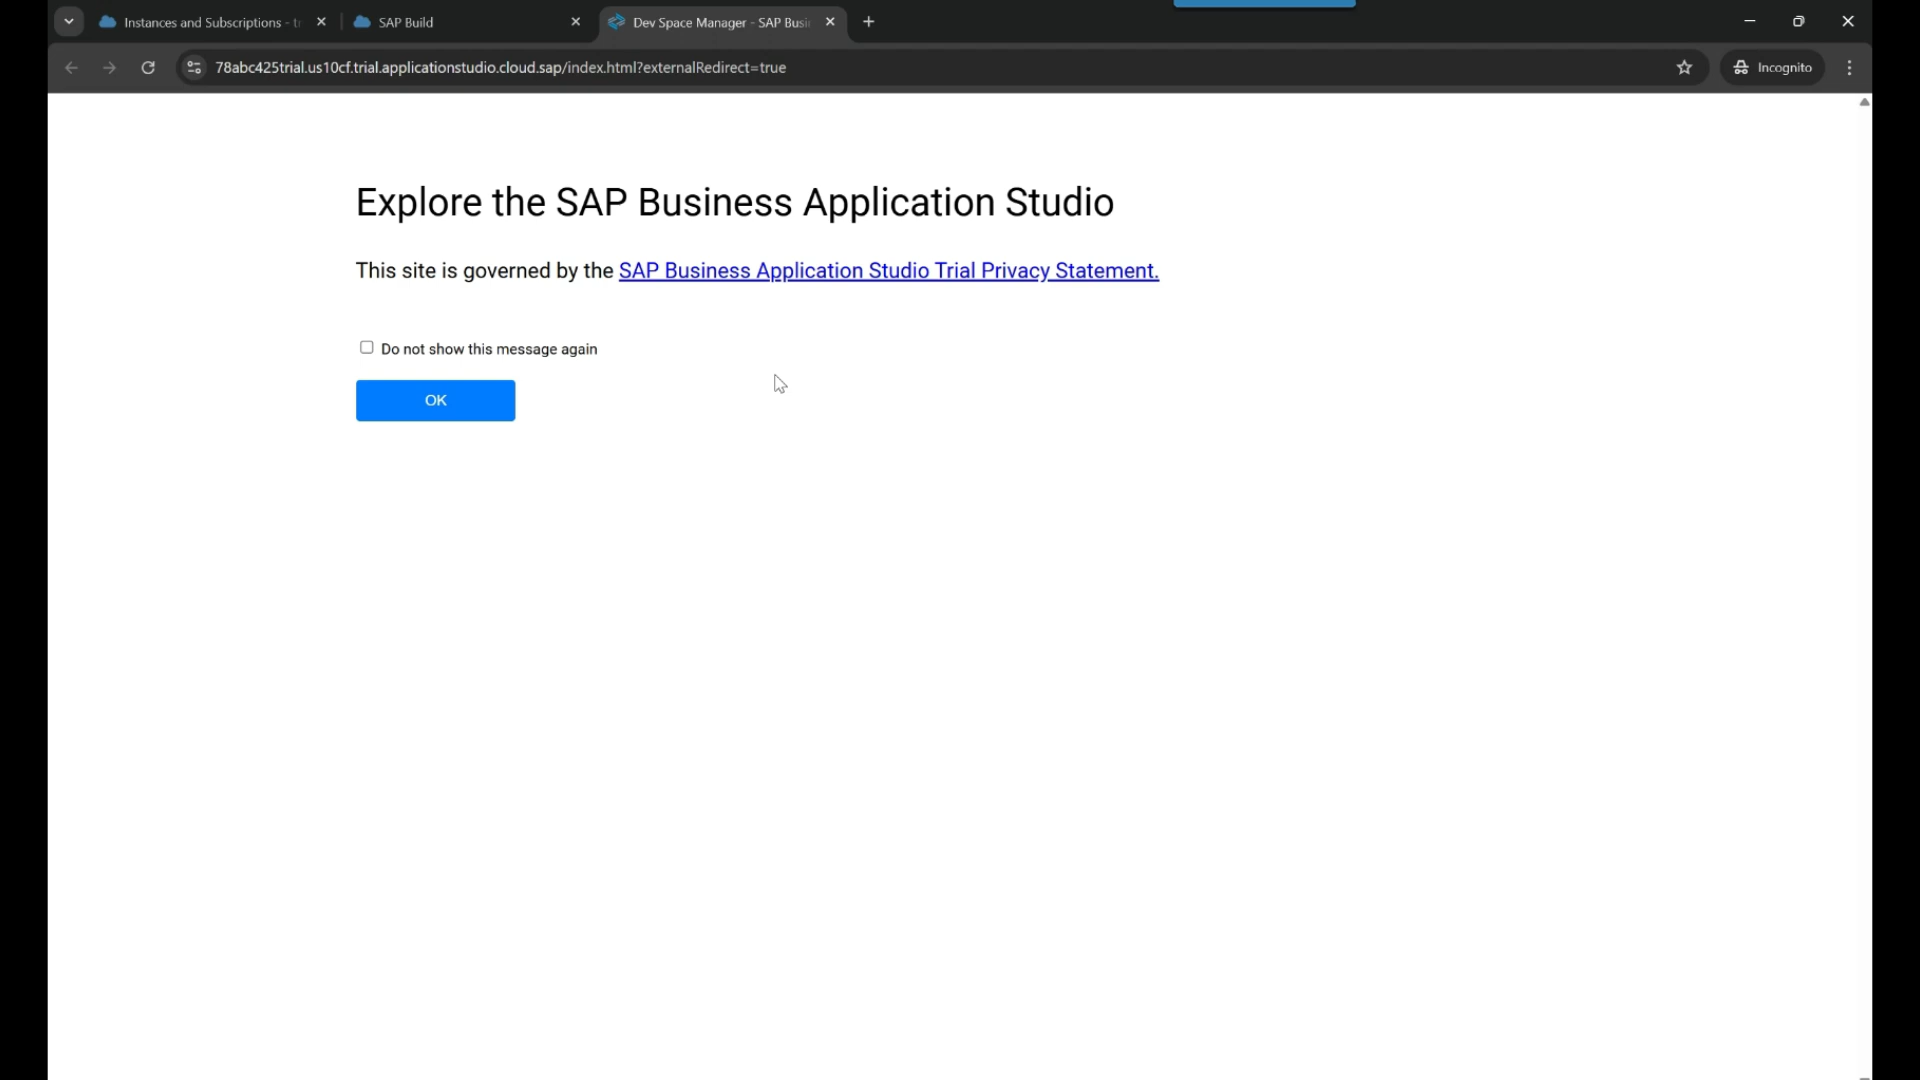 Instances and Subscriptions - tr
SAP Build
Dev Space Manager - SAP Busi
78abc425trial.us10cf.trial.applicationstudio.cloud.sap/index.html?externalRedirect=true
Incognito
Explore the SAP Business Application Studio
This site is governed by the SAP Business Application Studio Trial Privacy Statement.
Do not show this message again
OK